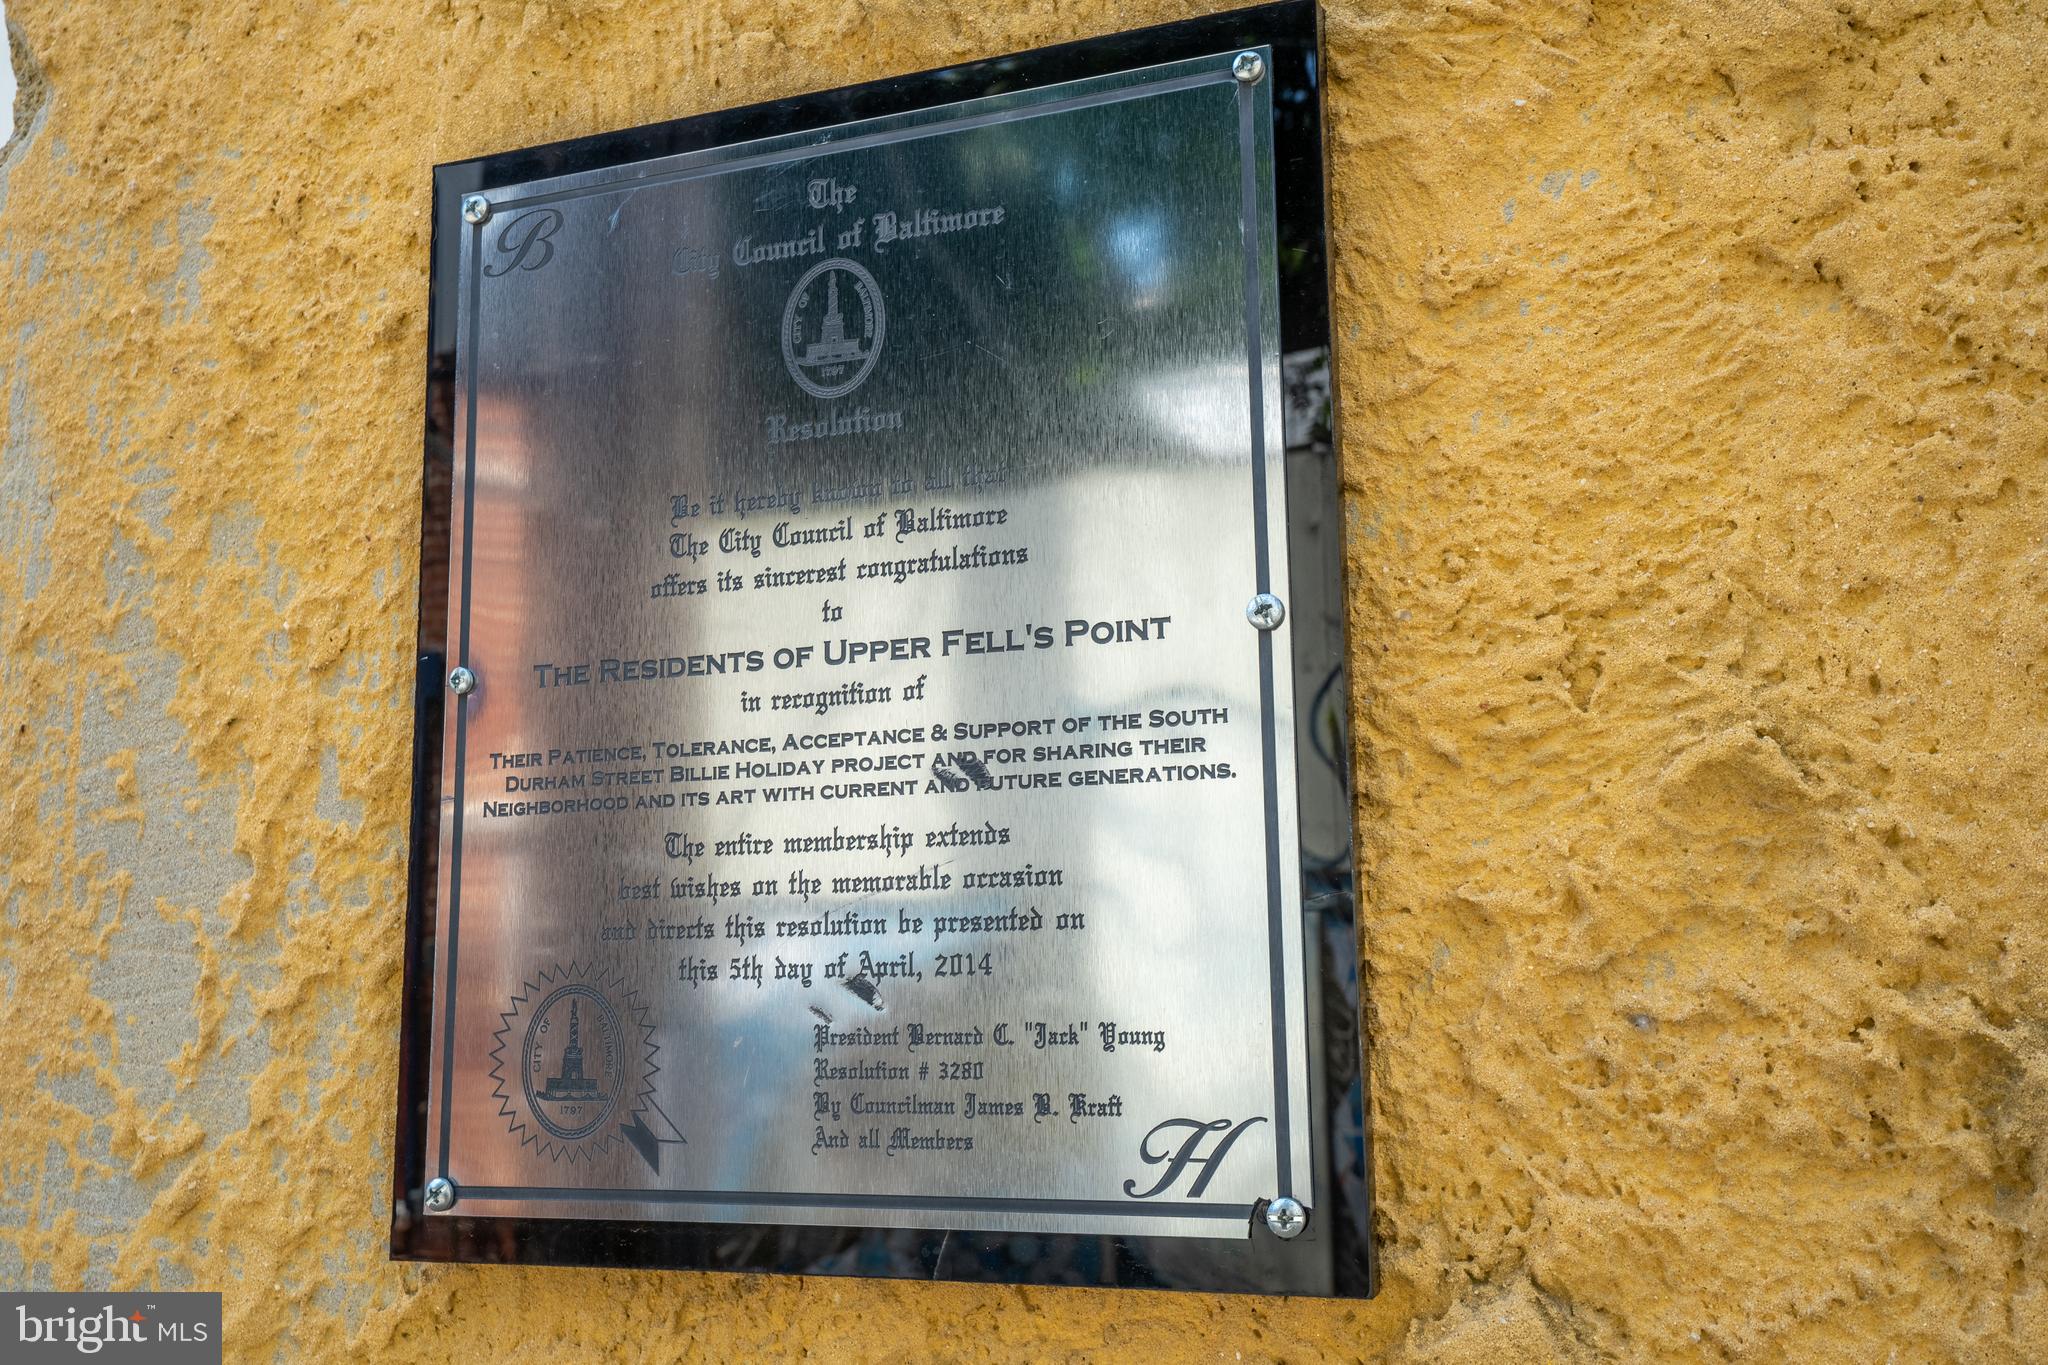 B
The
City Council of Baltimore
CITY OF BALTIMORE
1797
Resolution
Be it hereby known to all that
The City Council of Baltimore
offers its sincerest congratulations
to
THE RESIDENTS OF UPPER FELL'S POINT
in recognition of
THEIR PATIENCE, TOLERANCE, ACCEPTANCE & SUPPORT OF THE SOUTH
DURHAM STREET BILLIE HOLIDAY PROJECT AND FOR SHARING THEIR
NEIGHBORHOOD AND ITS ART WITH CURRENT AND FUTURE GENERATIONS.
The entire membership extends
best wishes on the memorable occasion
and directs this resolution be presented on
this 5th day of April, 2014
CITY OF BALTIMORE
1797
President Bernard C. "Jack" Young
Resolution # 3280
By Councilman James B. Kraft
And all Members
H
bright™ MLS